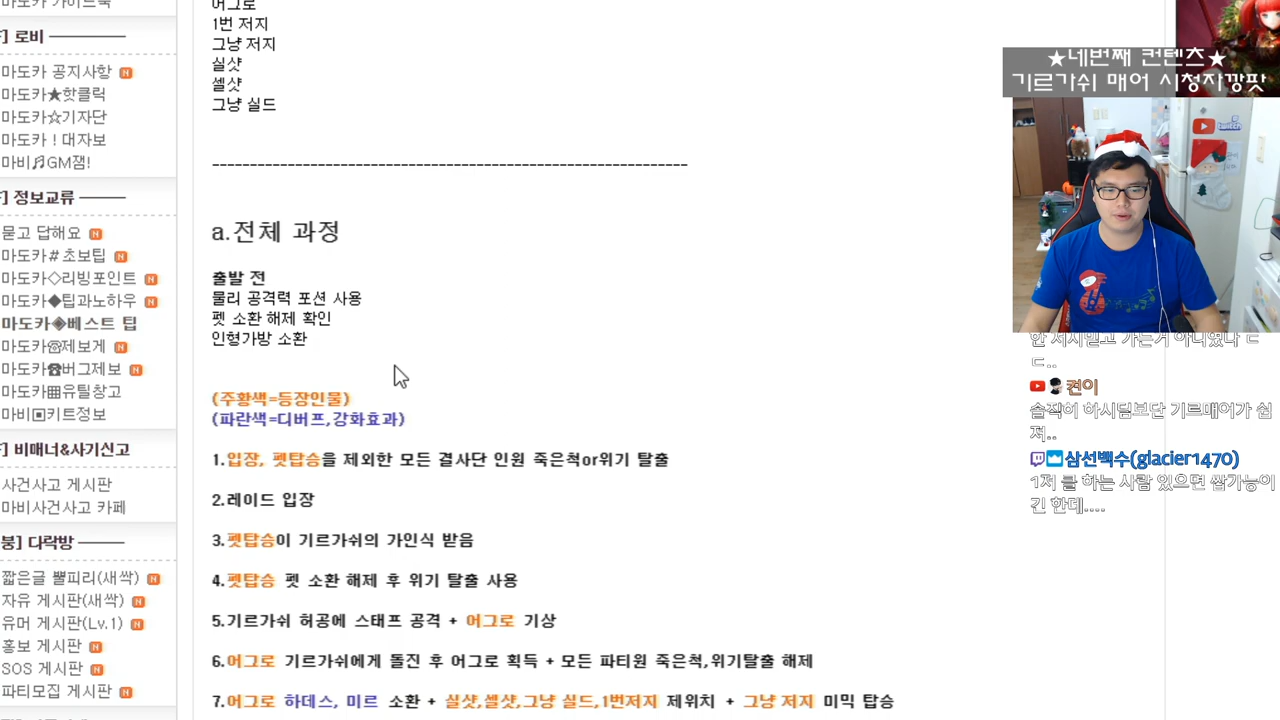 마도카 가이드북
로비
마도카 공지사항 N
마도카★핫클릭
마도카☆기자단
마도카！대자보
마비♬GM잼!
정보교류
묻고 답해요 N
마도카＃초보팁 N
마도카◇리빙포인트 N
마도카◆팁과노하우 N
마도카◈베스트 팁
마도카☏제보게 N
마도카☎버그제보 N
마도카▦유틸창고
마비▣키트정보
비매너&사기신고
사건사고 게시판
마비사건사고 카페
붕] 다락방
짧은글 뿔피리(새싹) N
자유 게시판(새싹) N
유머 게시판(Lv.1) N
홍보 게시판 N
SOS 게시판 N
파티모집 게시판 N
어그로
1번 저지
그냥 저지
실샷
셀샷
그냥 실드
---------------------------------------------------------------
a.전체 과정
출발 전
물리 공격력 포션 사용
펫 소환 해제 확인
인형가방 소환
(주황색=등장인물)
(파란색=디버프,강화효과)
1.입장, 펫탑승을 제외한 모든 결사단 인원 죽은척or위기 탈출
2.레이드 입장
3.펫탑승이 기르가쉬의 가인식 받음
4.펫탑승 펫 소환 해제 후 위기 탈출 사용
5.기르가쉬 허공에 스태프 공격 + 어그로 기상
6.어그로 기르가쉬에게 돌진 후 어그로 획득 + 모든 파티원 죽은척,위기탈출 해제
7.어그로 하데스, 미르 소환 + 실샷,셀샷,그냥 실드,1번저지 제위치 + 그냥 저지 미믹 탑승
★네번째 컨텐츠★
기르가쉬 매어 시청자깡팟
twitch
ㄷ..
켠이
솔직히 하시딤보단 기르매어가 쉽
져..
삼선백수(glacier1470)
1저 클 하는 사람 있으면 쌉가능이
긴 한데....